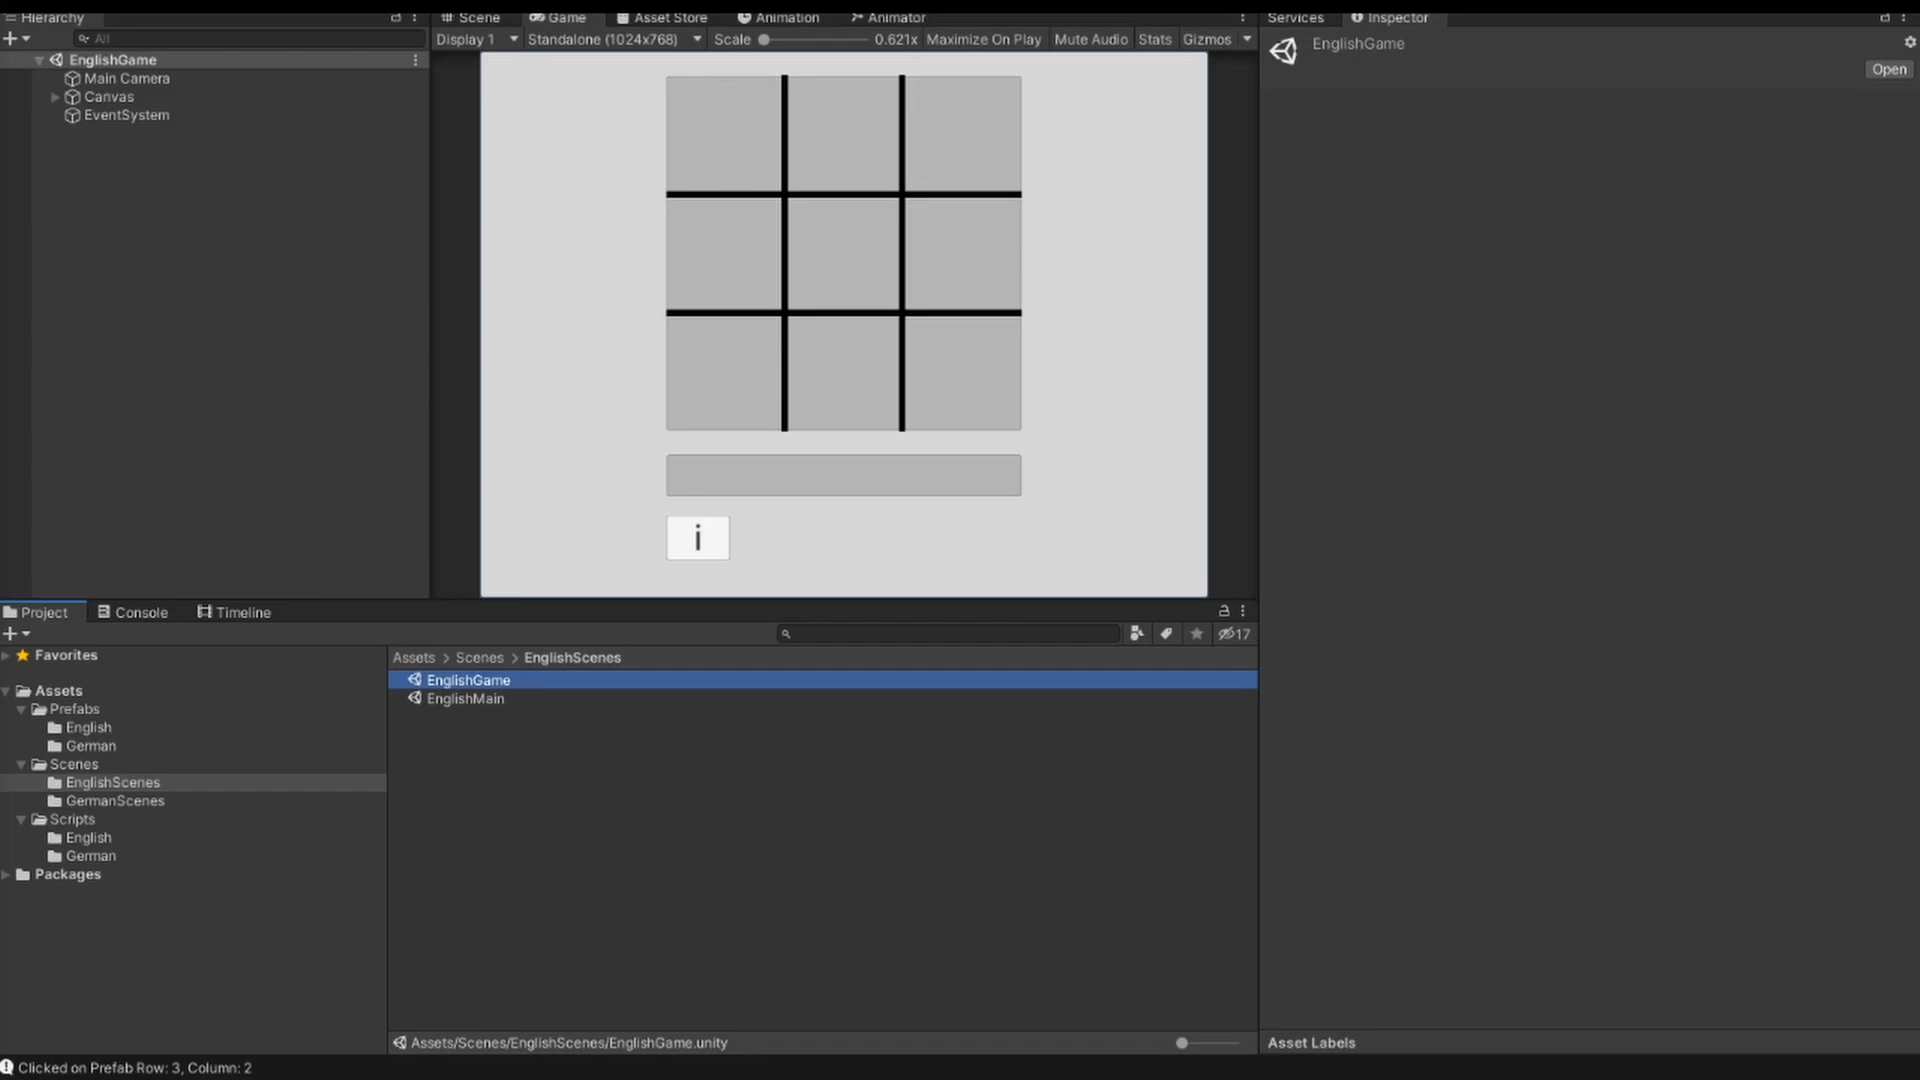 Hierarchy
Scene Game Asset Store Animation Animator
Services Inspector
All
Display 1 Standalone (1024x768) Scale 0.621x Maximize On Play Mute Audio Stats Gizmos
EnglishGame
Open
EnglishGame
Main Camera
Canvas
EventSystem
i
Project Console Timeline
17
Favorites
Assets > Scenes > EnglishScenes
Assets
Prefabs
English
German
Scenes
EnglishScenes
GermanScenes
Scripts
English
German
Packages
EnglishGame
EnglishMain
Assets/Scenes/EnglishScenes/EnglishGame.unity
Asset Labels
Clicked on Prefab Row: 3, Column: 2